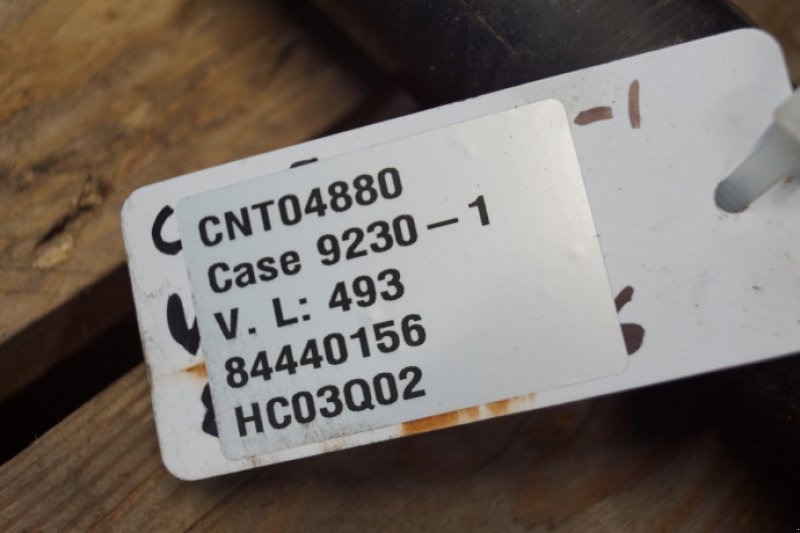 CNT04880
Case 9230-1
V. L: 493
84440156
HC03Q02